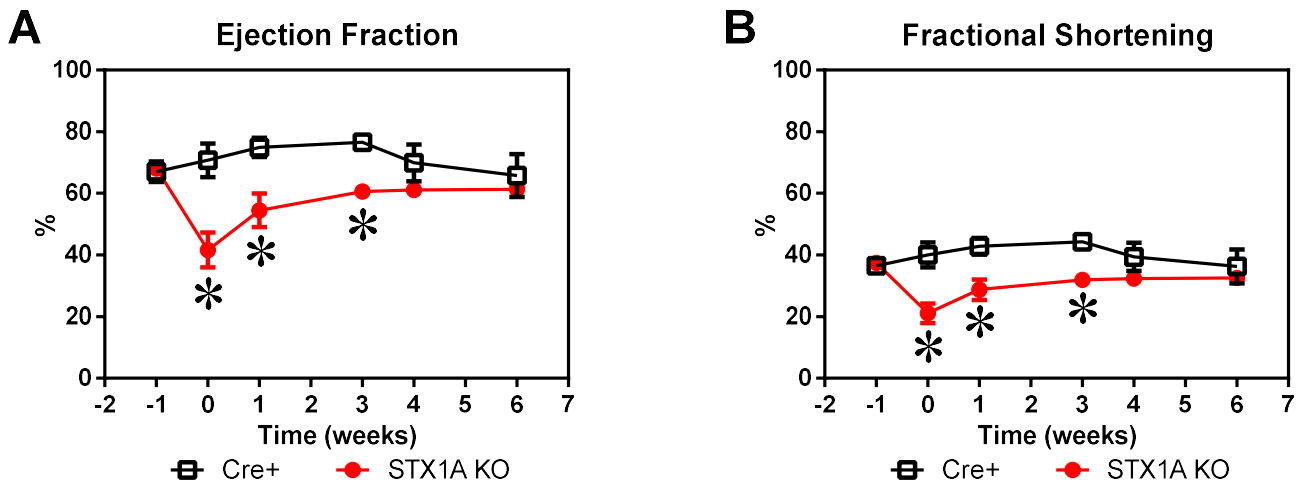 A
Ejection Fraction
100
80
60
40
20
0
%
-2 -1 0 1 2 3 4 5 6 7
Time (weeks)
Cre+ STX1A KO
* * *
B
Fractional Shortening
100
80
60
40
20
0
%
-2 -1 0 1 2 3 4 5 6 7
Time (weeks)
Cre+ STX1A KO
* * *